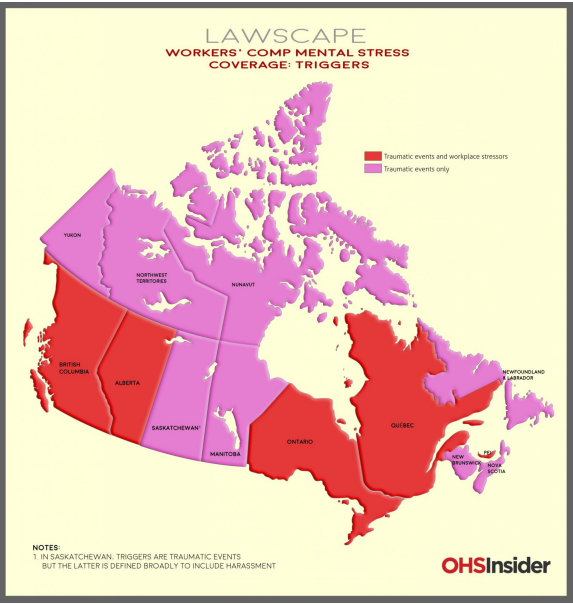 LAWSCAPE
WORKERS' COMP MENTAL STRESS
COVERAGE: TRIGGERS
Traumatic events and workplace stressors
Traumatic events only
YUKON
NORTHWEST
TERRITORIES
NUNAVUT
BRITISH
COLUMBIA
ALBERTA
SASKATCHEWAN¹
MANITOBA
ONTARIO
QUÉBEC
NEWFOUNDLAND
& LABRADOR
NEW
BRUNSWICK
PEI
NOVA
SCOTIA
NOTES:
1. IN SASKATCHEWAN, TRIGGERS ARE TRAUMATIC EVENTS
BUT THE LATTER IS DEFINED BROADLY TO INCLUDE HARASSMENT
OHSInsider